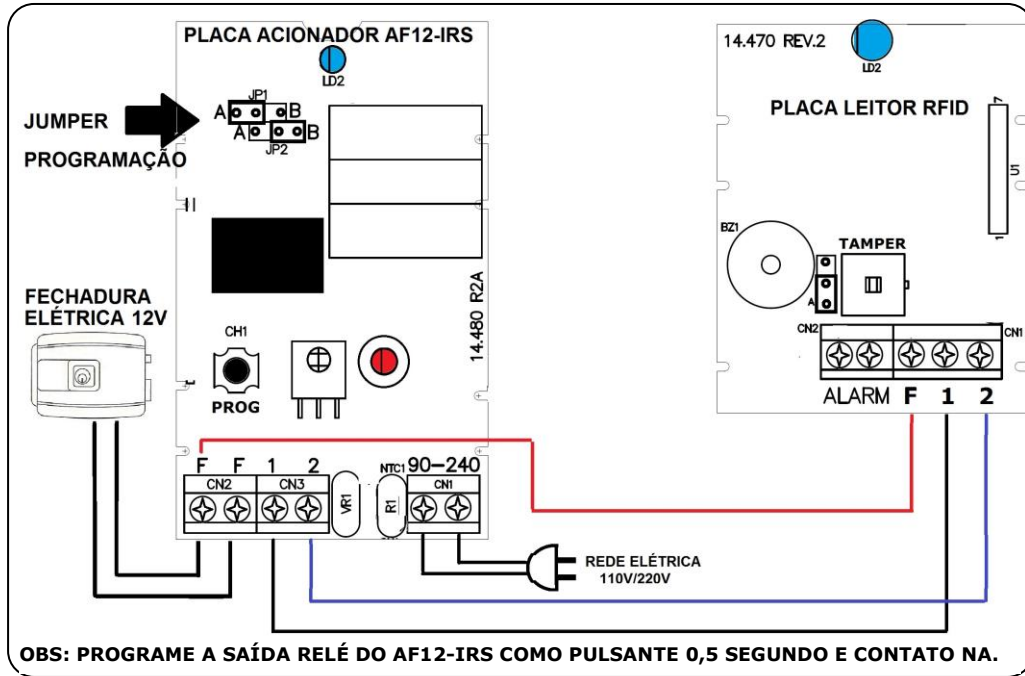 PLACA ACIONADOR AF12-IRS
LD2
JP1
A B
A B
JP2
JUMPER
PROGRAMAÇÃO
FECHADURA
ELÉTRICA 12V
CH1
PROG
14.480 R2A
F F 1 2
CN2 CN3
VR1
NTC1
R1
90-240
CN1
REDE ELÉTRICA
110V/220V
14.470 REV.2
LD2
PLACA LEITOR RFID
7
U1
1
BZ1
TAMPER
A
CN2
CN1
ALARM F 1 2
OBS: PROGRAME A SAÍDA RELÉ DO AF12-IRS COMO PULSANTE 0,5 SEGUNDO E CONTATO NA.